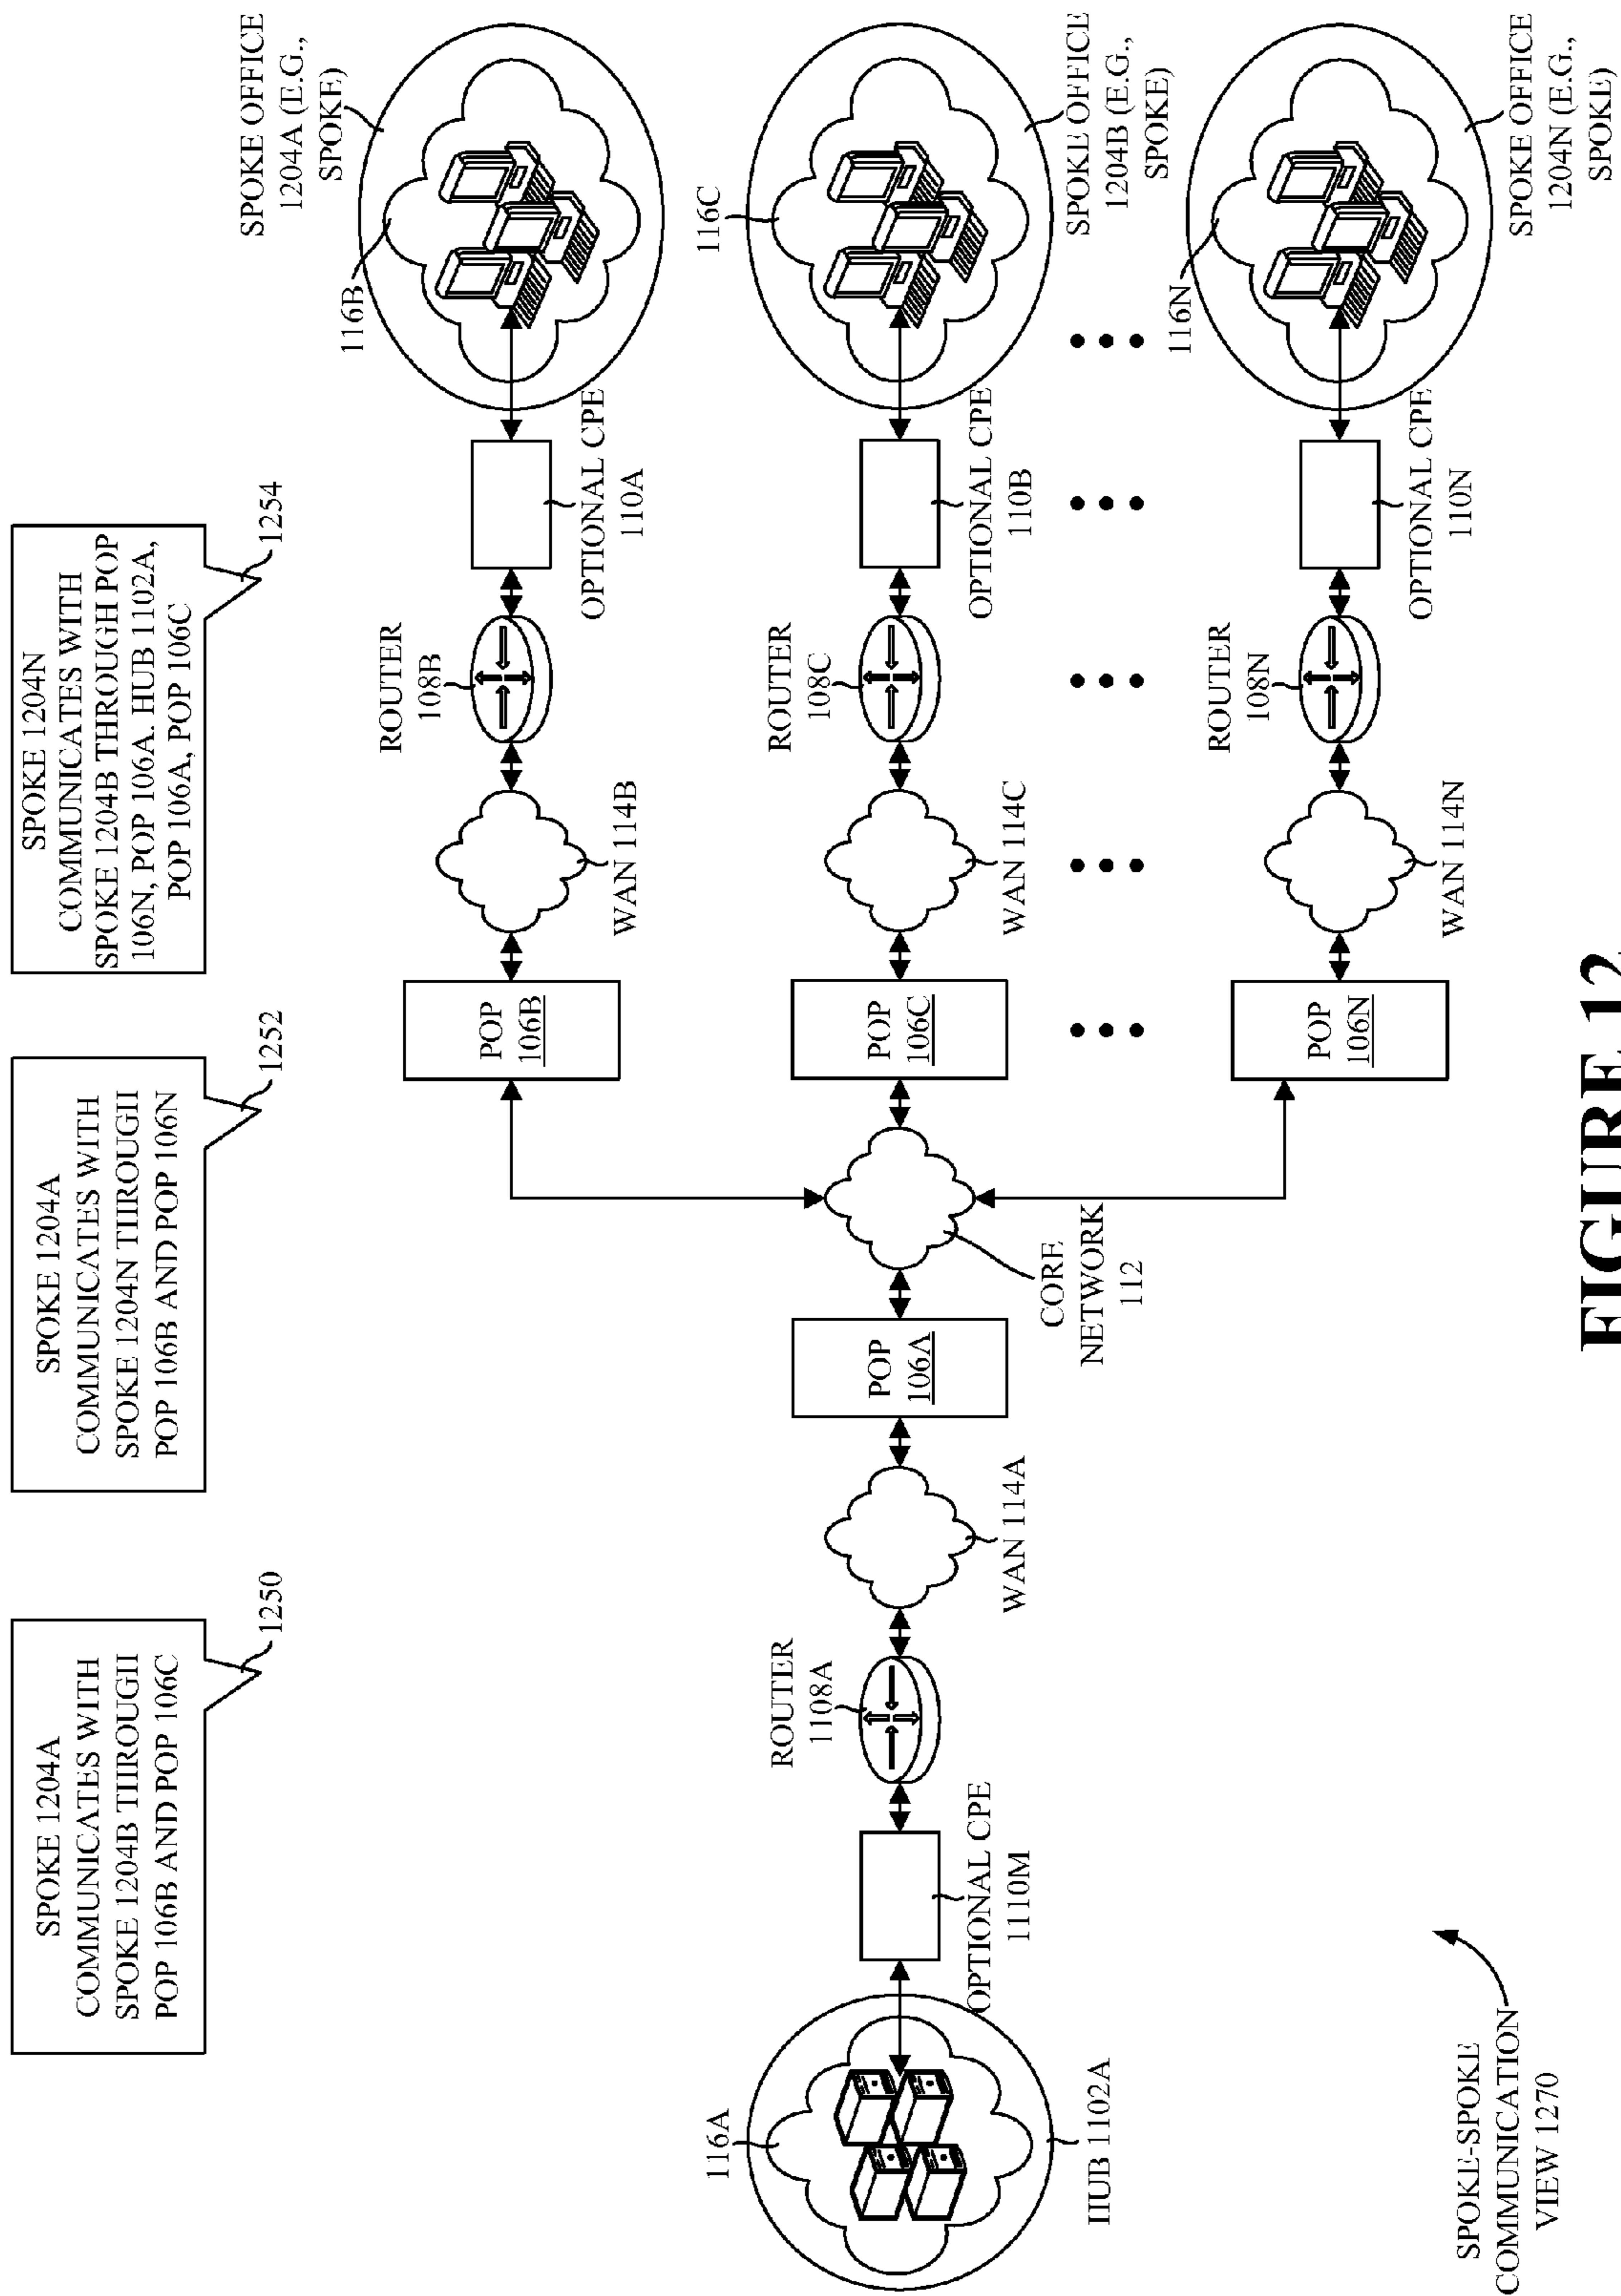 SPOKE 1204A
COMMUNICATES WITH
SPOKE 1204B THROUGH
POP 106B AND POP 106C
1250
SPOKE 1204A
COMMUNICATES WITH
SPOKE 1204N THROUGH
POP 106B AND POP 106N
1252
SPOKE 1204N
COMMUNICATES WITH
SPOKE 1204B THROUGH POP
106N, POP 106A. HUB 1102A,
POP 106A, POP 106C
1254
SPOKE OFFICE
1204A (E.G.,
SPOKE)
116B
POP
106B
WAN 114B
ROUTER
108B
OPTIONAL CPE
110A
116A
HUB 1102A
OPTIONAL CPE
1110M
ROUTER
1108A
WAN 114A
POP
106A
CORE
NETWORK
112
POP
106C
WAN 114C
ROUTER
108C
OPTIONAL CPE
110B
116C
SPOKE OFFICE
1204B (E.G.,
SPOKE)
POP
106N
WAN 114N
ROUTER
108N
OPTIONAL CPE
110N
116N
SPOKE OFFICE
1204N (E.G.,
SPOKE)
SPOKE-SPOKE
COMMUNICATION
VIEW 1270
FIGURE 12